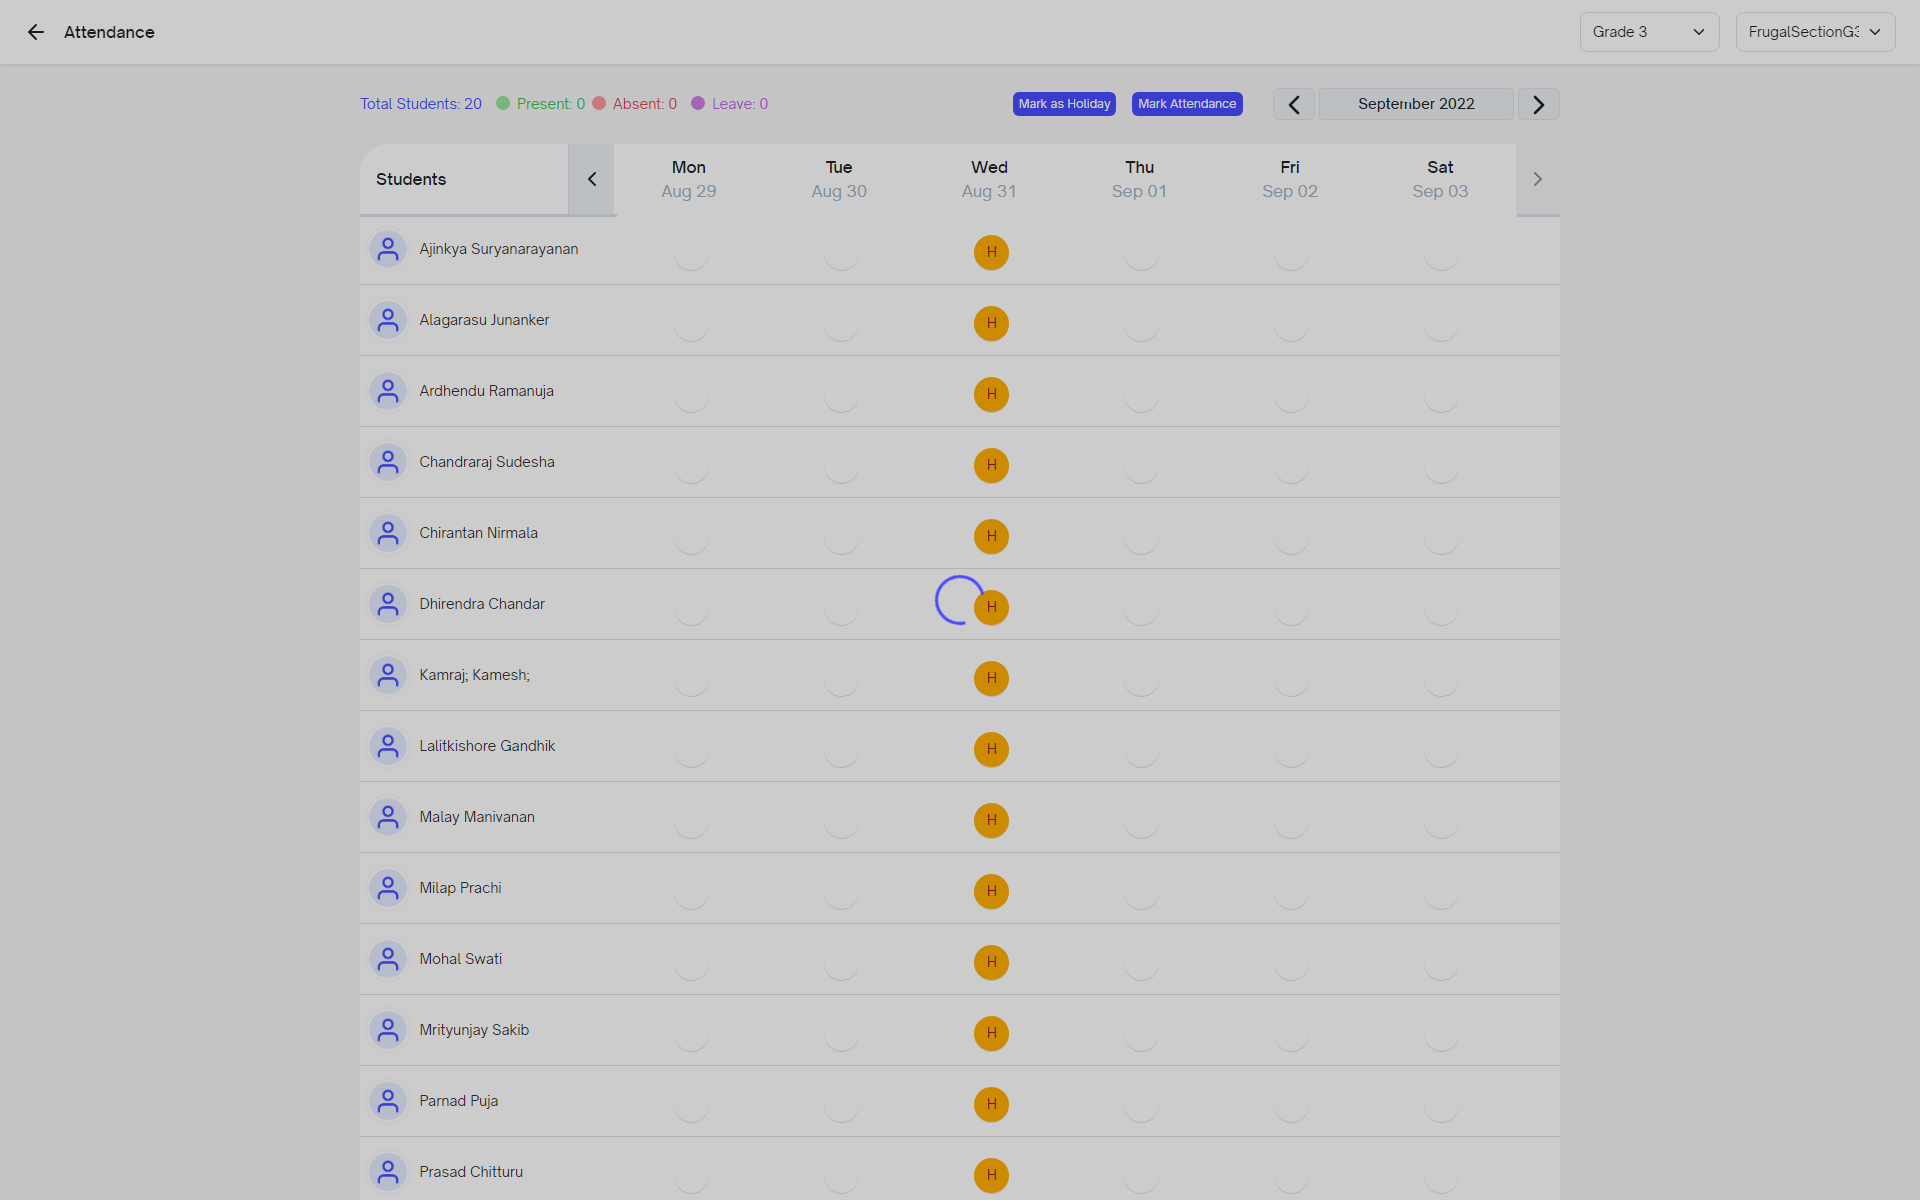 Attendance
Grade 3
FrugalSectionG3
Total Students: 20 Present: 0 Absent: 0 Leave: 0
Mark as Holiday
Mark Attendance
September 2022
Students
Mon Tue Wed Thu Fri Sat
Aug 29 Aug 30 Aug 31 Sep 01 Sep 02 Sep 03
Ajinkya Suryanarayanan H
Alagarasu Junanker H
Ardhendu Ramanuja H
Chandraraj Sudesha H
Chirantan Nirmala H
Dhirendra Chandar H
Kamraj; Kamesh; H
Lalitkishore Gandhik H
Malay Manivanan H
Milap Prachi H
Mohal Swati H
Mrityunjay Sakib H
Parnad Puja H
Prasad Chitturu H